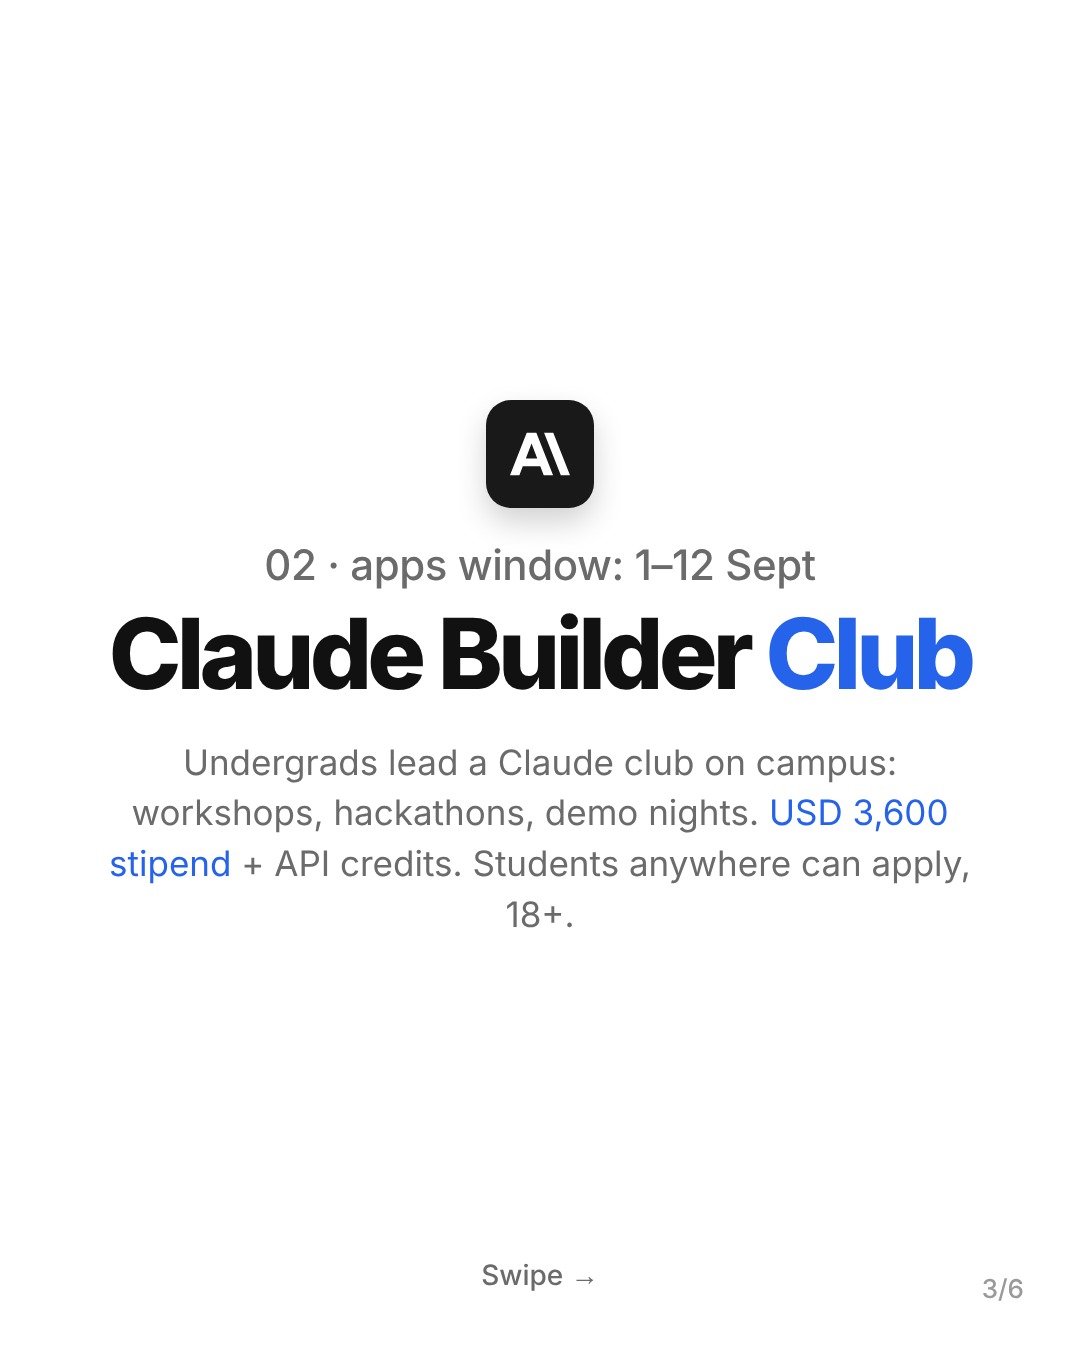 A\
02 · apps window: 1–12 Sept
Claude Builder Club
Undergrads lead a Claude club on campus:
workshops, hackathons, demo nights. USD 3,600
stipend + API credits. Students anywhere can apply,
18+.
Swipe →
3/6